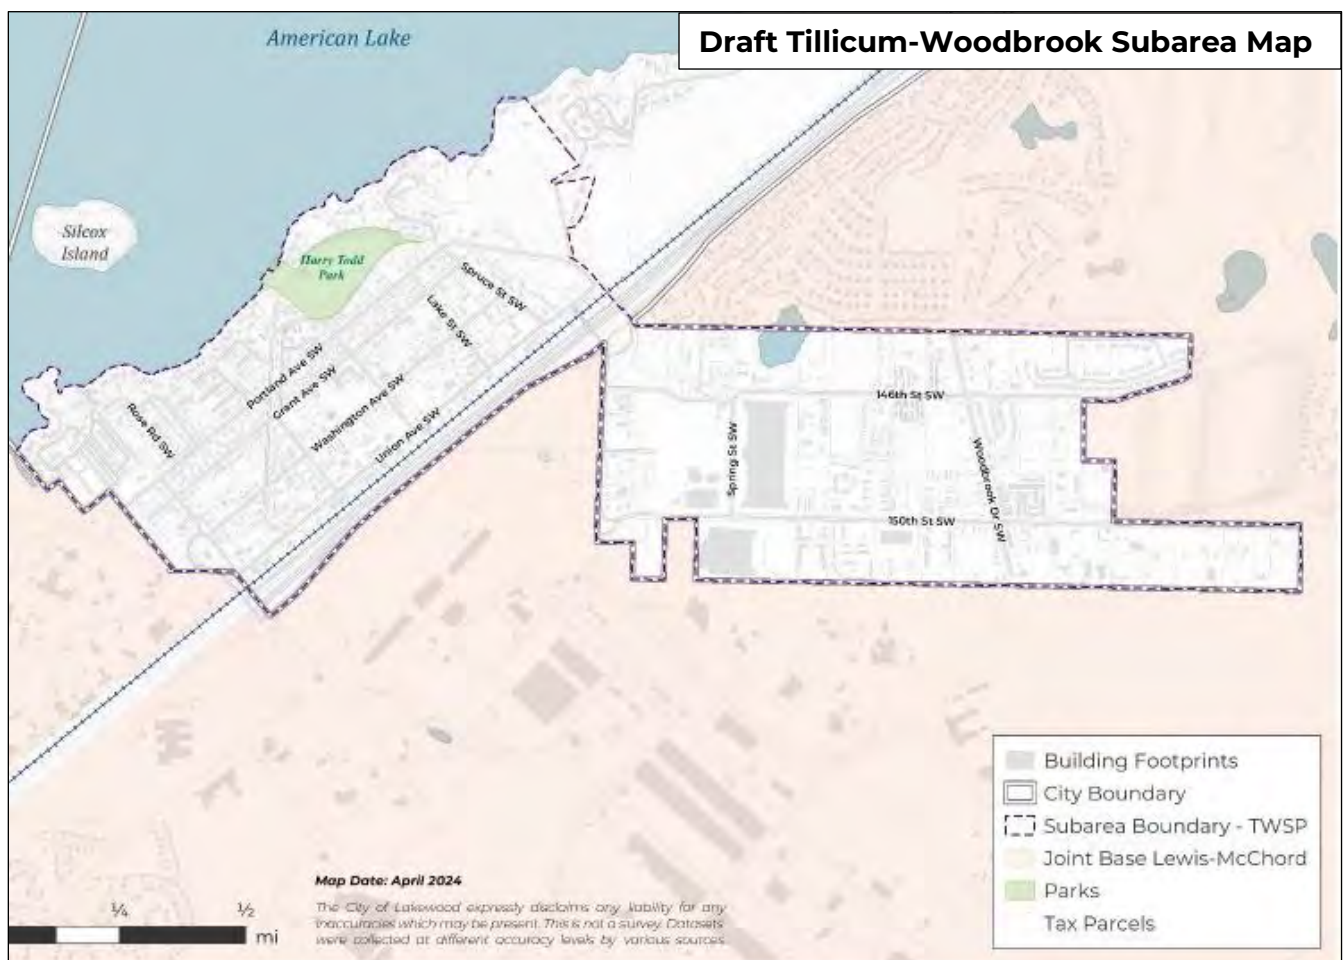 American Lake
Draft Tillicum-Woodbrook Subarea Map
Silcox
Island
Harry Todd
Park
Spruce St SW
Lake St SW
Portland Ave SW
Grant Ave SW
Washington Ave SW
Union Ave SW
Rose Rd SW
146th St SW
Spring St SW
Woodbrook Dr SW
150th St SW
Building Footprints
City Boundary
Subarea Boundary - TWSP
Joint Base Lewis-McChord
Parks
Tax Parcels
Map Date: April 2024
The City of Lakewood expressly disclaims any liability for any
inaccuracies which may be present. This is not a survey. Datasets
were collected at different accuracy levels by various sources.
¼ ½
mi